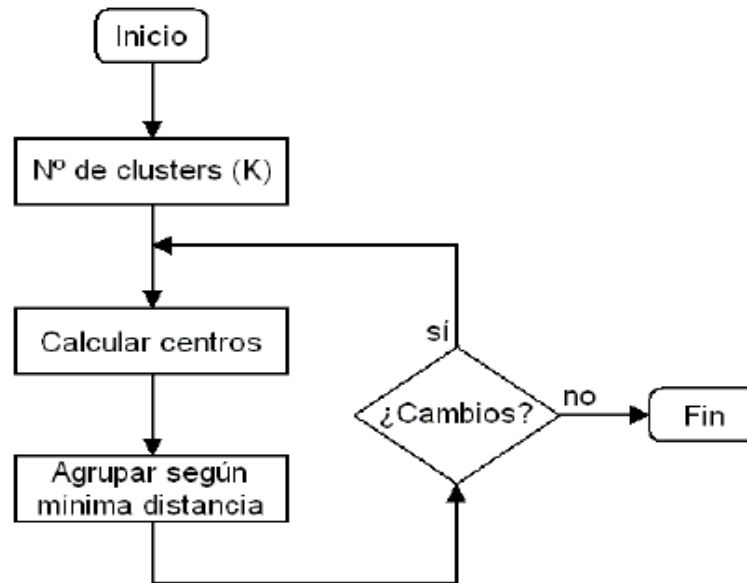 Inicio
Nº de clusters (K)
Calcular centros
Agrupar según
mínima distancia
sí
¿Cambios?
no
Fin